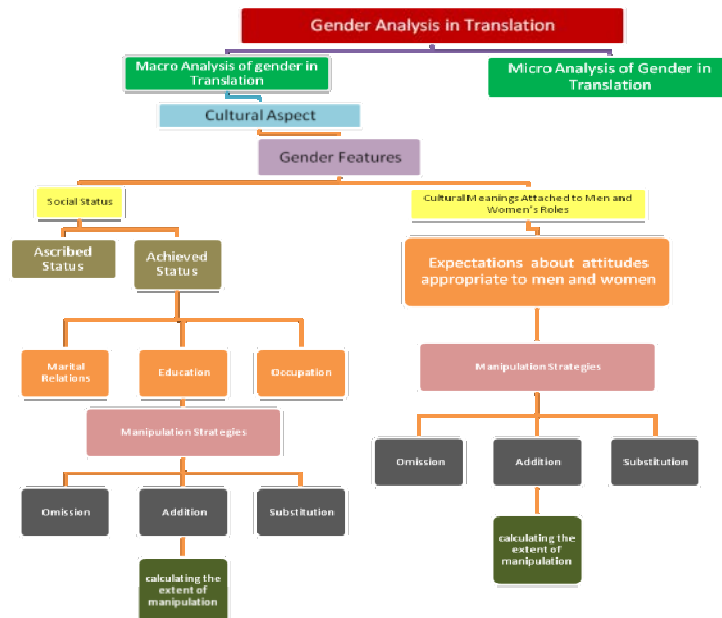 Gender Analysis in Translation
Macro Analysis of gender in
Translation
Micro Analysis of Gender in
Translation
Cultural Aspect
Gender Features
Social Status
Cultural Meanings Attached to Men and
Women's Roles
Ascribed
Status
Achieved
Status
Expectations about attitudes
appropriate to men and women
Marital
Relations
Education
Occupation
Manipulation Strategies
Manipulation Strategies
Omission
Addition
Substitution
Omission
Addition
Substitution
calculating the
extent of
manipulation
calculating the
extent of
manipulation